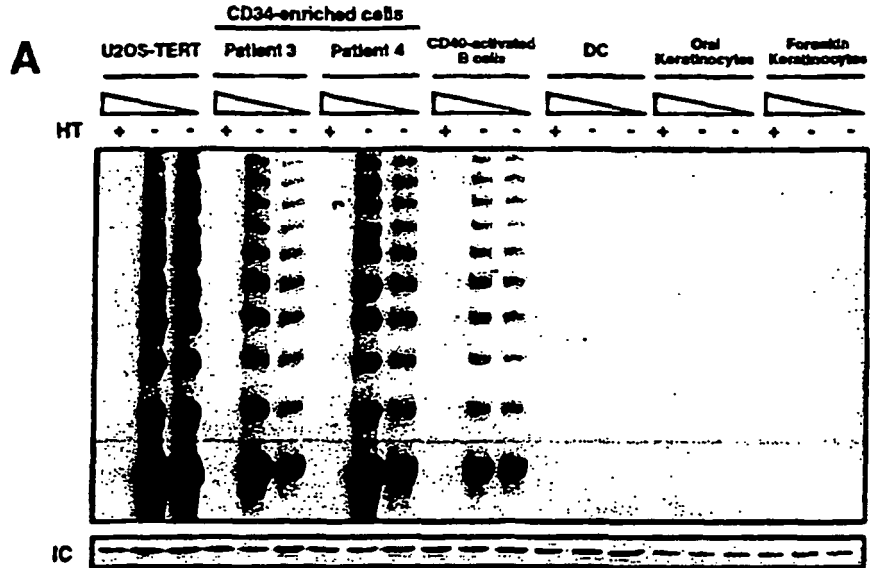 CD34-enriched cells
A
U2OS-TERT Patient 3 Patient 4 CD40-activated B cells DC Oral Keratinocytes Foreskin Keratinocytes
HT + - - + - - + - - + - - + - - + - - + - -
IC